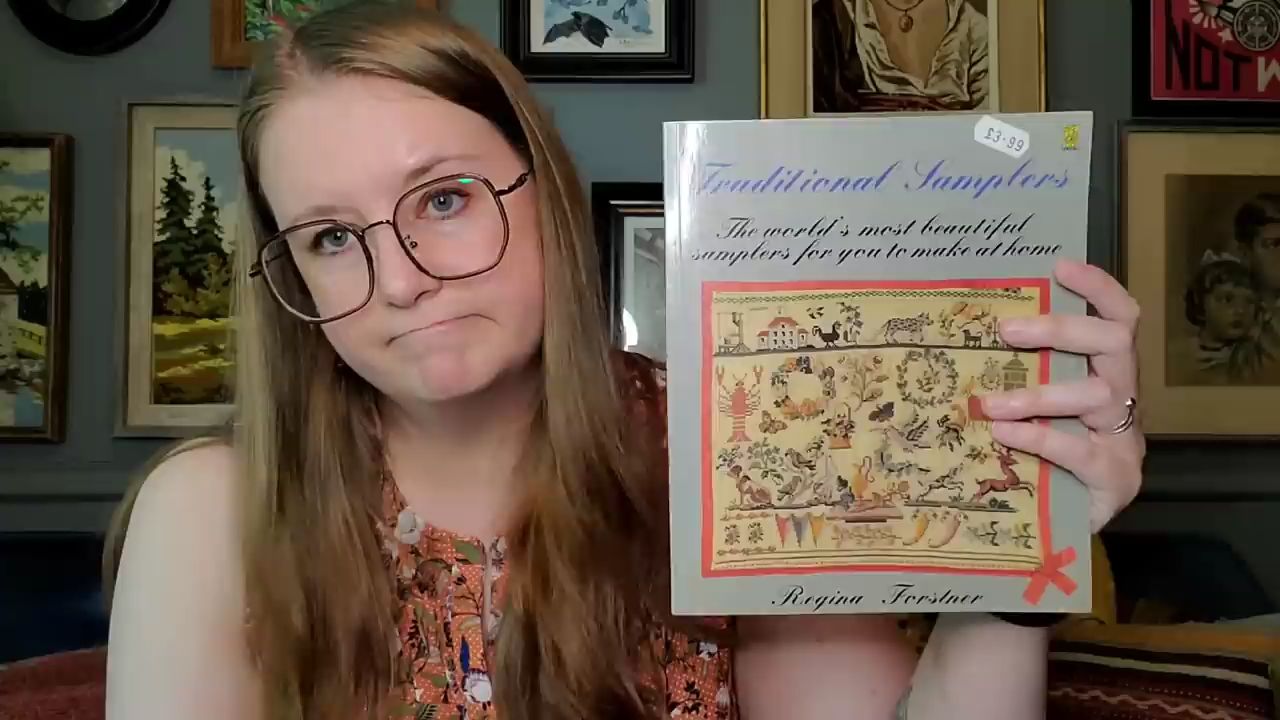 NOT W
£3.99
Traditional Samplers
The world's most beautiful
samplers for you to make at home
Regina Forstner